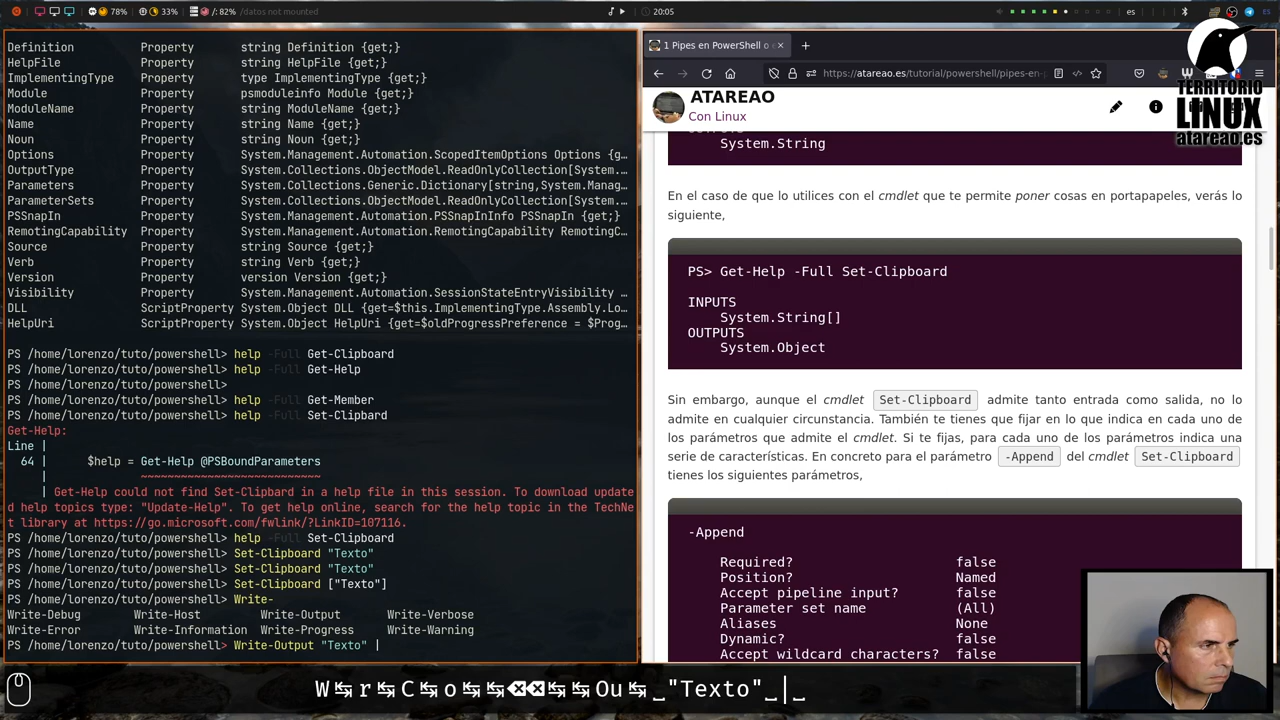 78% 33% /: 82% /datos not mounted 20:05 es ES
Definition Property string Definition {get;}
HelpFile Property string HelpFile {get;}
ImplementingType Property type ImplementingType {get;}
Module Property psmoduleinfo Module {get;}
ModuleName Property string ModuleName {get;}
Name Property string Name {get;}
Noun Property string Noun {get;}
Options Property System.Management.Automation.ScopedItemOptions Options {g…
OutputType Property System.Collections.ObjectModel.ReadOnlyCollection[System.…
Parameters Property System.Collections.Generic.Dictionary[string,System.Manag…
ParameterSets Property System.Collections.ObjectModel.ReadOnlyCollection[System.…
PSSnapIn Property System.Management.Automation.PSSnapInInfo PSSnapIn {get;}
RemotingCapability Property System.Management.Automation.RemotingCapability RemotingC…
Source Property string Source {get;}
Verb Property string Verb {get;}
Version Property version Version {get;}
Visibility Property System.Management.Automation.SessionStateEntryVisibility …
DLL ScriptProperty System.Object DLL {get=$this.ImplementingType.Assembly.Lo…
HelpUri ScriptProperty System.Object HelpUri {get=$oldProgressPreference = $Prog…
PS /home/lorenzo/tuto/powershell> help -Full Get-Clipboard
PS /home/lorenzo/tuto/powershell> help -Full Get-Help
PS /home/lorenzo/tuto/powershell>
PS /home/lorenzo/tuto/powershell> help -Full Get-Member
PS /home/lorenzo/tuto/powershell> help -Full Set-Clipbard
Get-Help:
Line |
64 | $help = Get-Help @PSBoundParameters
| ~~~~~~~~~~~~~~~~~~~~~~~~~~~~
| Get-Help could not find Set-Clipbard in a help file in this session. To download update
d help topics type: "Update-Help". To get help online, search for the help topic in the TechNe
t library at https://go.microsoft.com/fwlink/?LinkID=107116.
PS /home/lorenzo/tuto/powershell> help -Full Set-Clipboard
PS /home/lorenzo/tuto/powershell> Set-Clipboard "Texto"
PS /home/lorenzo/tuto/powershell> Set-Clipboard "Texto"
PS /home/lorenzo/tuto/powershell> Set-Clipboard ["Texto"]
PS /home/lorenzo/tuto/powershell> Write-
Write-Debug Write-Host Write-Output Write-Verbose
Write-Error Write-Information Write-Progress Write-Warning
PS /home/lorenzo/tuto/powershell> Write-Output "Texto" |
1 Pipes en PowerShell o
https://atareao.es/tutorial/powershell/pipes-en-p
ATAREAO
Con Linux
TERRITORIO
LINUX
atareao.es
OUTPUTS
System.String
En el caso de que lo utilices con el cmdlet que te permite poner cosas en portapapeles, verás lo
siguiente,
PS> Get-Help -Full Set-Clipboard
INPUTS
System.String[]
OUTPUTS
System.Object
Sin embargo, aunque el cmdlet Set-Clipboard admite tanto entrada como salida, no lo
admite en cualquier circunstancia. También te tienes que fijar en lo que indica en cada uno de
los parámetros que admite el cmdlet. Si te fijas, para cada uno de los parámetros indica una
serie de características. En concreto para el parámetro -Append del cmdlet Set-Clipboard
tienes los siguientes parámetros,
-Append
Required? false
Position? Named
Accept pipeline input? false
Parameter set name (All)
Aliases None
Dynamic? false
Accept wildcard characters? false
W↹r↹Co↹↹⌫⌫↹↹Ou↹␣"Texto"␣|␣